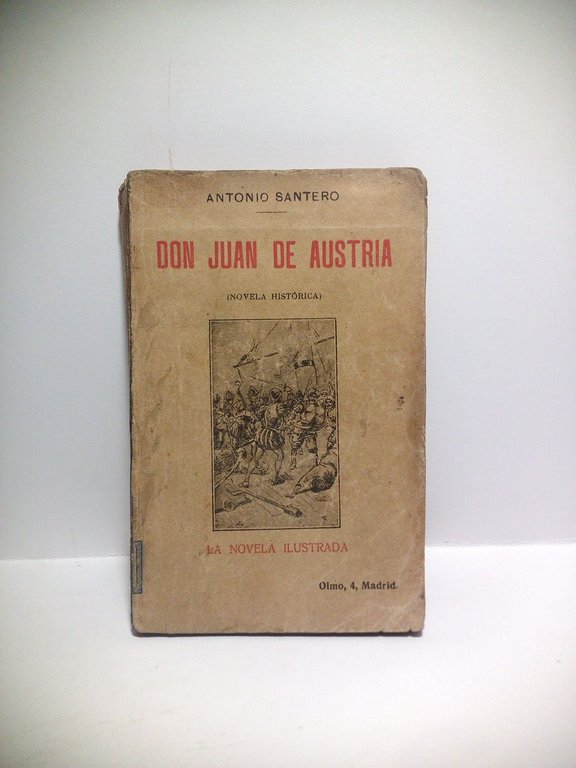 ANTONIO SANTERO
DON JUAN DE AUSTRIA
(NOVELA HISTÓRICA)
LA NOVELA ILUSTRADA
Olmo, 4, Madrid.